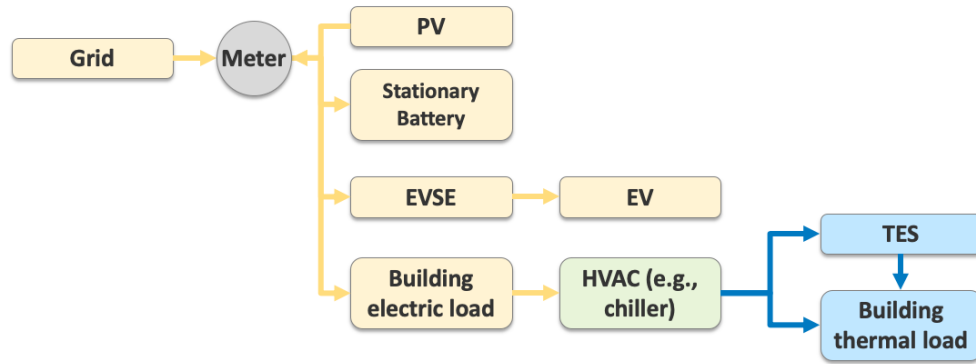 PV
Grid
Meter
Stationary
Battery
EVSE
EV
TES
Building
electric load
HVAC (e.g.,
chiller)
Building
thermal load